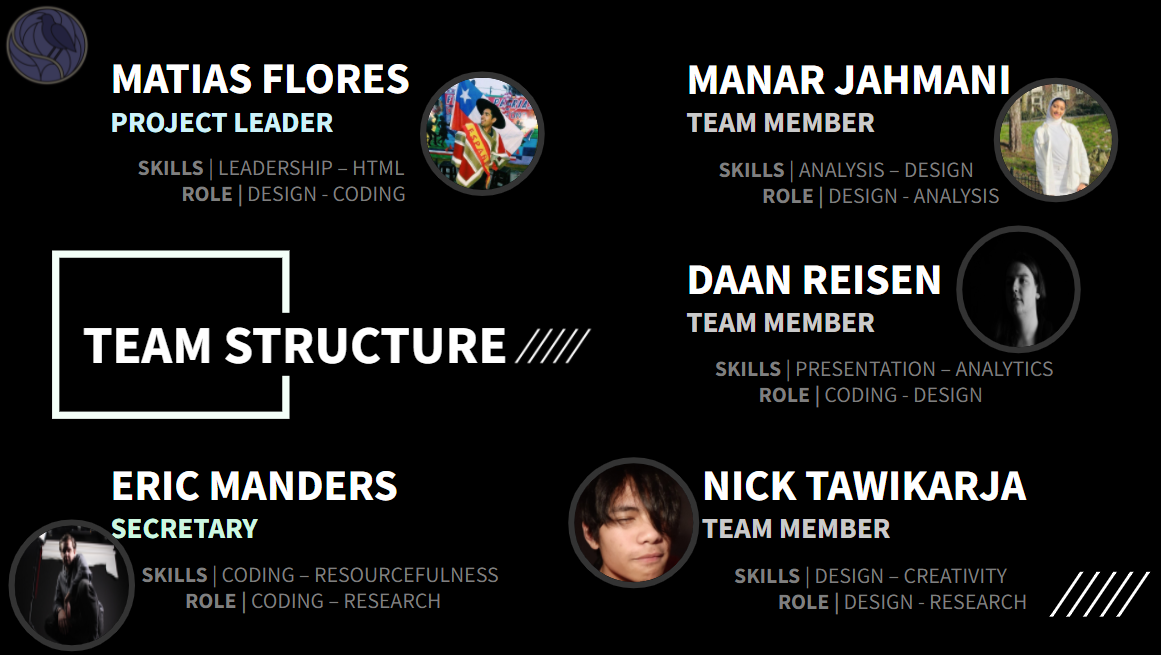 MATIAS FLORES
PROJECT LEADER
SKILLS | LEADERSHIP – HTML
ROLE | DESIGN - CODING
MANAR JAHMANI
TEAM MEMBER
SKILLS | ANALYSIS – DESIGN
ROLE | DESIGN - ANALYSIS
TEAM STRUCTURE
DAAN REISEN
TEAM MEMBER
SKILLS | PRESENTATION – ANALYTICS
ROLE | CODING - DESIGN
ERIC MANDERS
SECRETARY
SKILLS | CODING – RESOURCEFULNESS
ROLE | CODING – RESEARCH
NICK TAWIKARJA
TEAM MEMBER
SKILLS | DESIGN – CREATIVITY
ROLE | DESIGN - RESEARCH